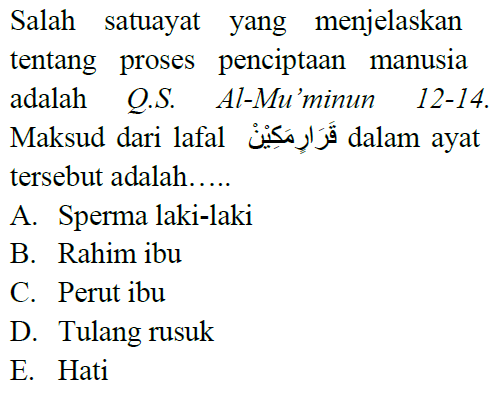 Salah satuayat yang menjelaskan
tentang proses penciptaan manusia
adalah Q.S. Al-Mu’minun 12-14.
Maksud dari lafal قَرَارٍمَكِيْنْ dalam ayat
tersebut adalah…..
A. Sperma laki-laki
B. Rahim ibu
C. Perut ibu
D. Tulang rusuk
E. Hati